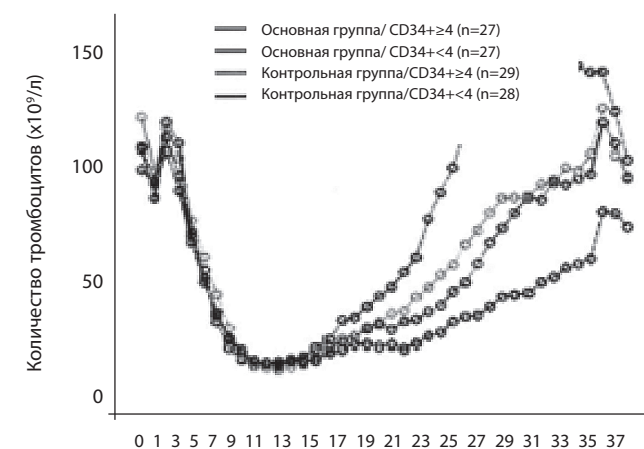 Основная группа/ CD34+≥4 (n=27)
Основная группа/ CD34+<4 (n=27)
Контрольная группа/CD34+≥4 (n=29)
Контрольная группа/CD34+<4 (n=28)
Количество тромбоцитов (x10⁹/л)
150
100
50
0
0 1 3 5 7 9 11 13 15 17 19 21 23 25 27 29 31 33 35 37